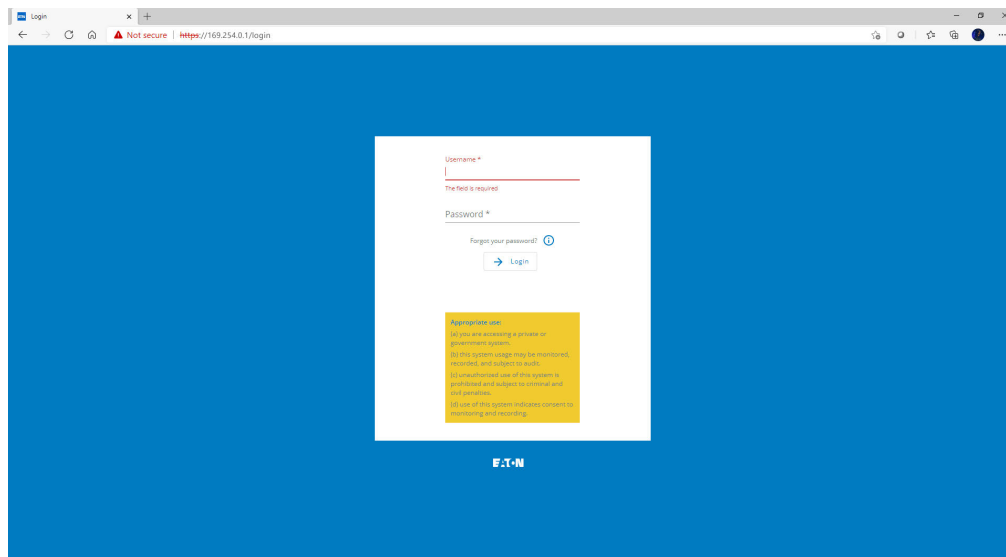 Login
Not secure
https://169.254.0.1/login
Username *
The field is required
Password *
Forgot your password?
Login
Appropriate use:
(a) you are accessing a private or
government system.
(b) this system usage may be monitored,
recorded, and subject to audit.
(c) unauthorized use of this system is
prohibited and subject to criminal and
civil penalties.
(d) use of this system indicates consent to
monitoring and recording.
EATON